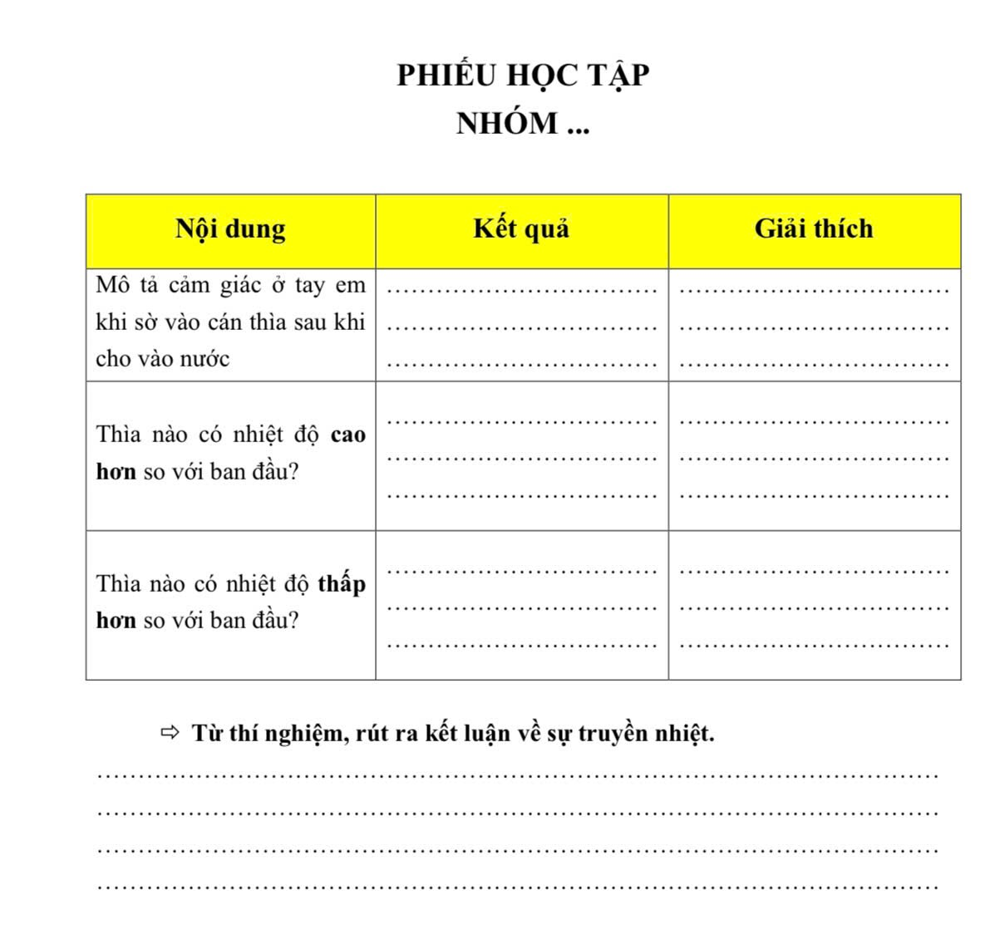 PHIẾU HỌC TẬP
NHÓM ...
Nội dung
Kết quả
Giải thích
Mô tả cảm giác ở tay em
khi sờ vào cán thìa sau khi
cho vào nước
Thìa nào có nhiệt độ cao
hơn so với ban đầu?
Thìa nào có nhiệt độ thấp
hơn so với ban đầu?
⇨ Từ thí nghiệm, rút ra kết luận về sự truyền nhiệt.